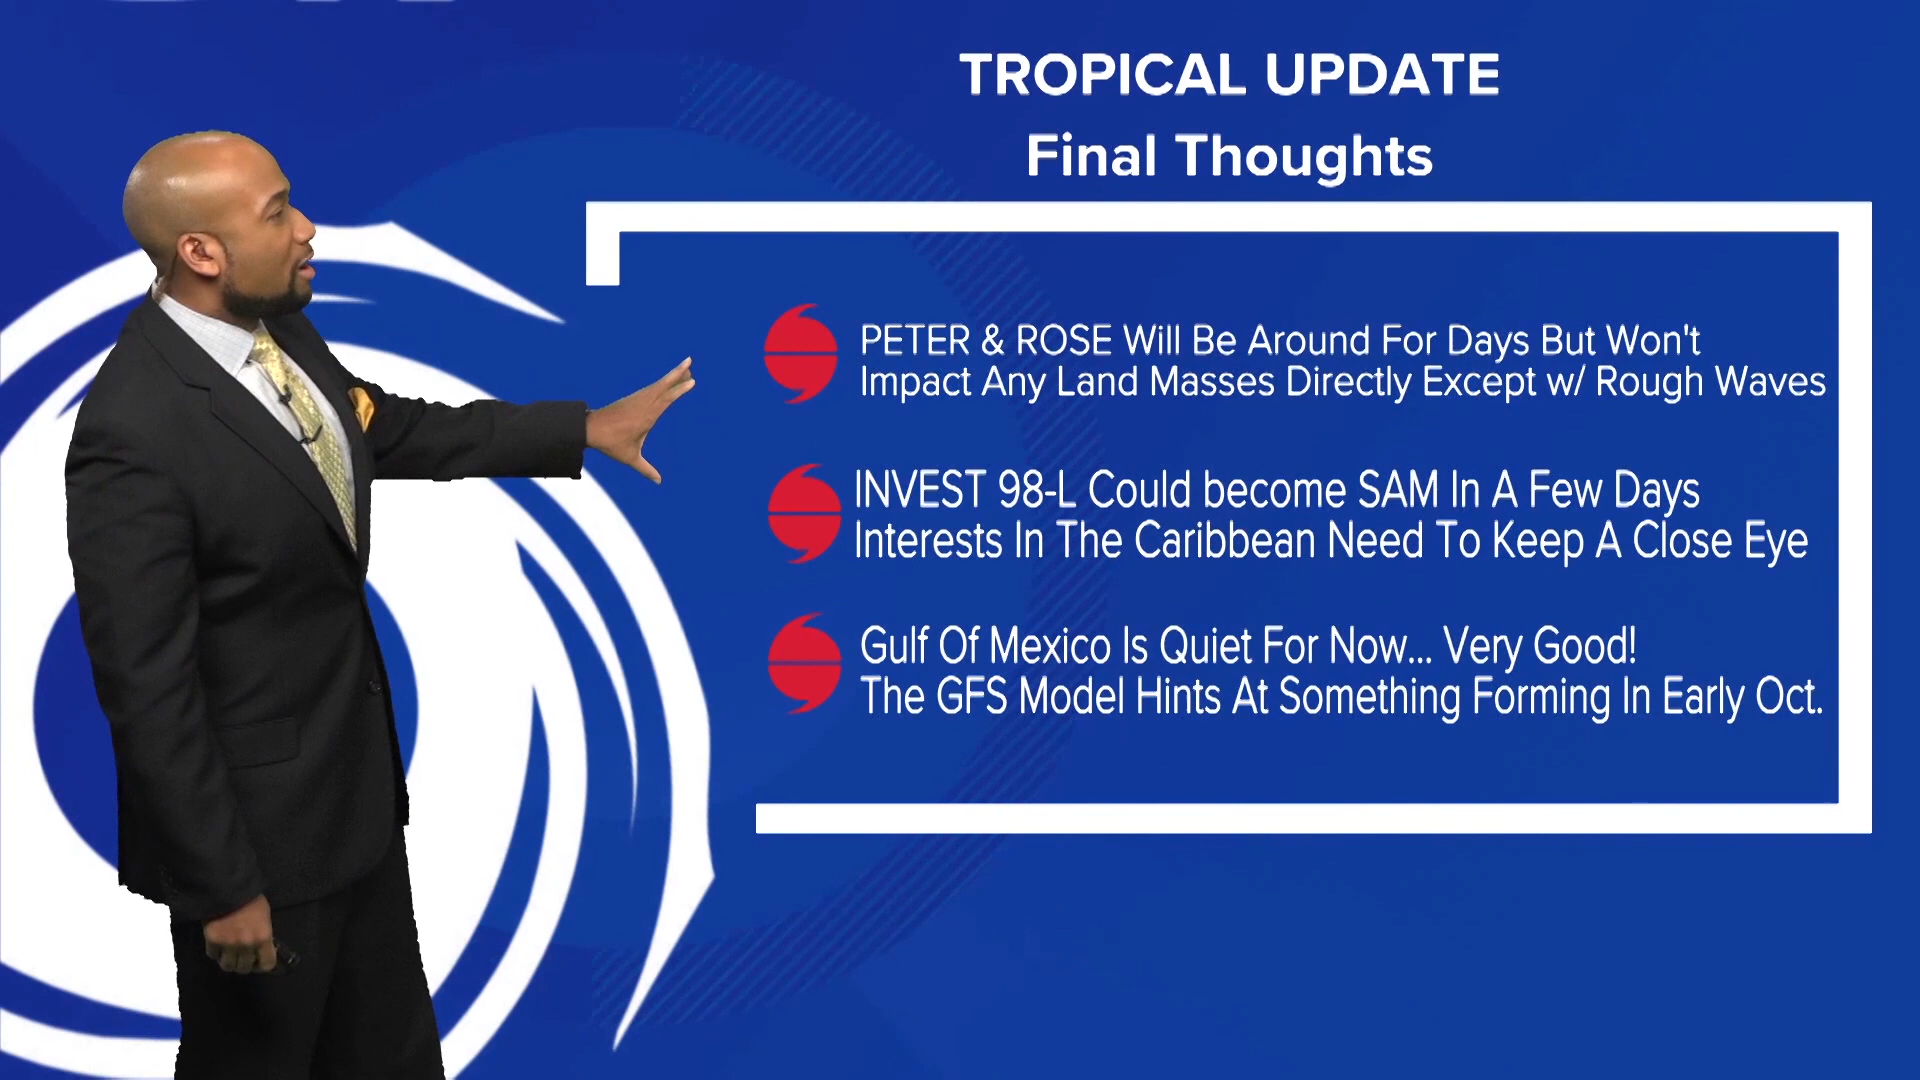 TROPICAL UPDATE
Final Thoughts
PETER & ROSE Will Be Around For Days But Won't
Impact Any Land Masses Directly Except w/ Rough Waves
INVEST 98-L Could become SAM In A Few Days
Interests In The Caribbean Need To Keep A Close Eye
Gulf Of Mexico Is Quiet For Now... Very Good!
The GFS Model Hints At Something Forming In Early Oct.